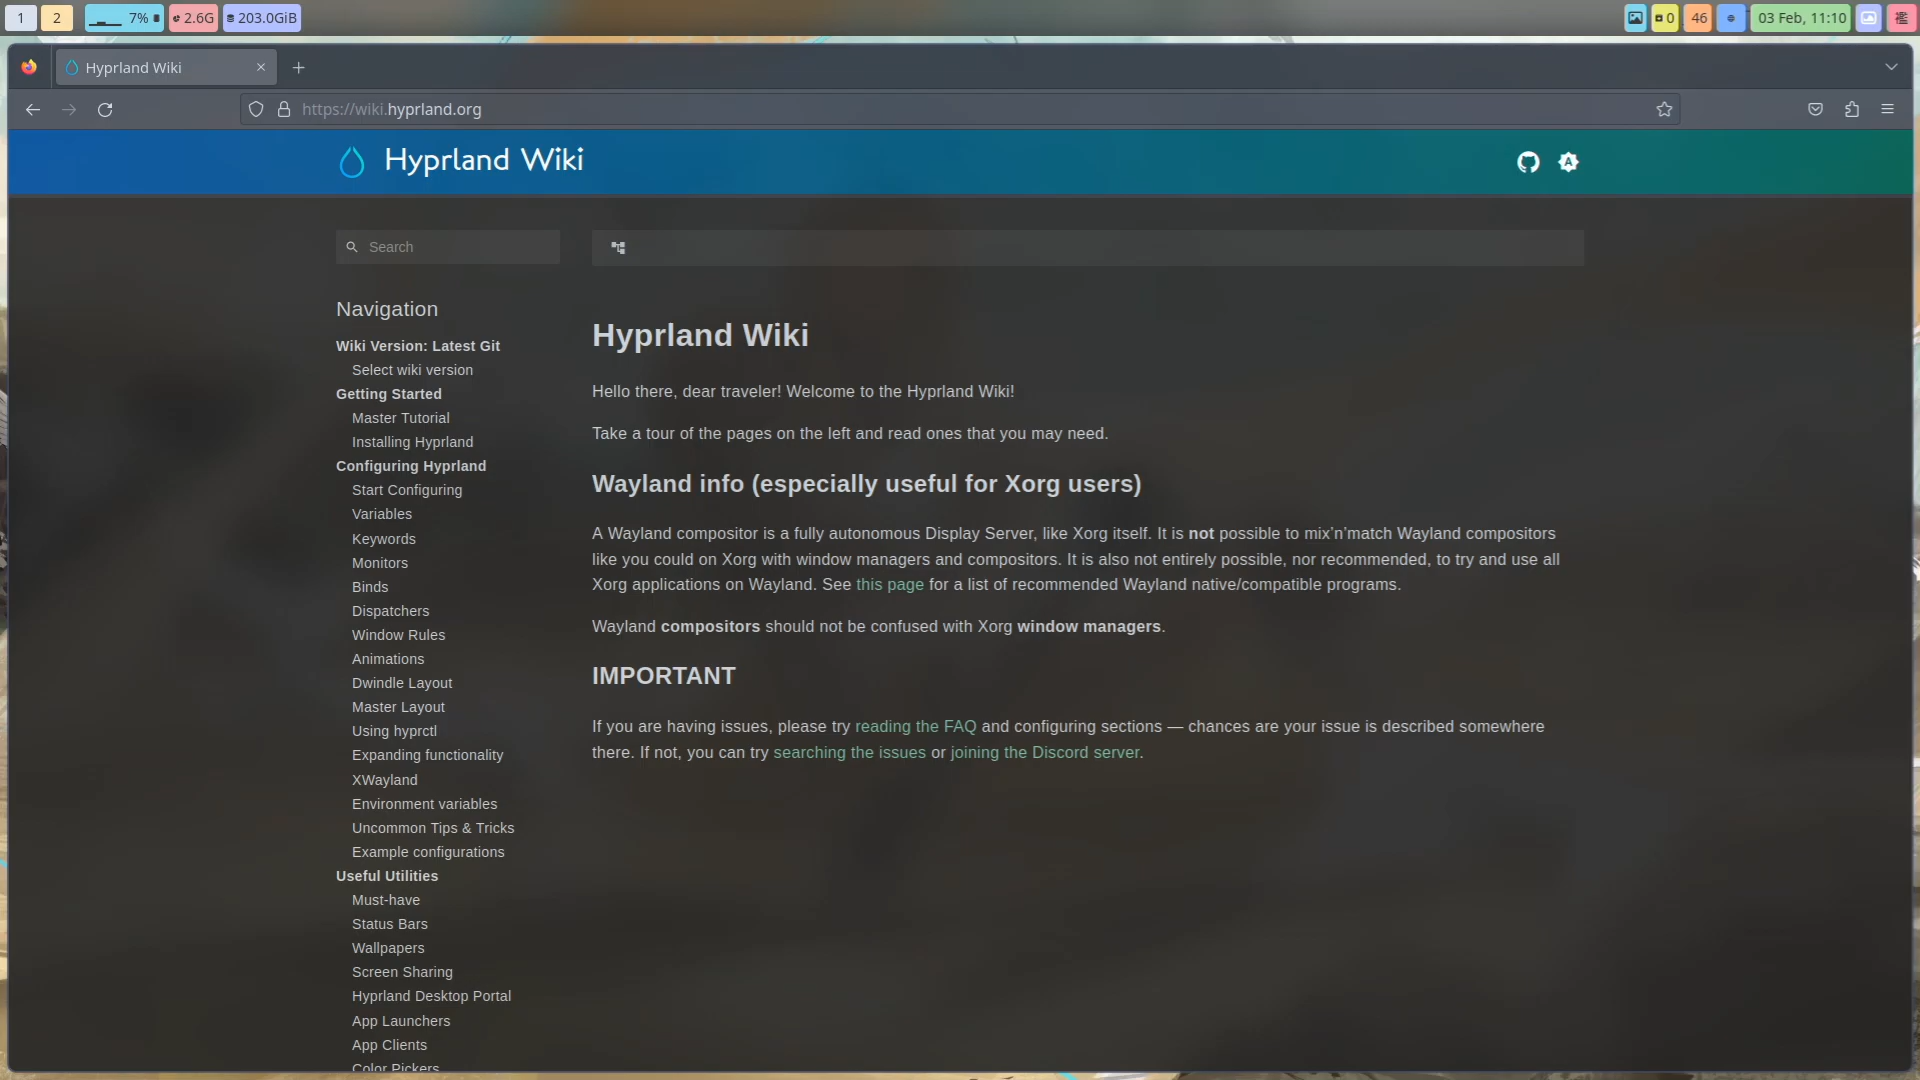 1 2 7% 2.6G 203.0GiB 0 46 03 Feb, 11:10
Hyprland Wiki
https://wiki.hyprland.org
Hyprland Wiki
Search
Navigation
Wiki Version: Latest Git
Select wiki version
Getting Started
Master Tutorial
Installing Hyprland
Configuring Hyprland
Start Configuring
Variables
Keywords
Monitors
Binds
Dispatchers
Window Rules
Animations
Dwindle Layout
Master Layout
Using hyprctl
Expanding functionality
XWayland
Environment variables
Uncommon Tips & Tricks
Example configurations
Useful Utilities
Must-have
Status Bars
Wallpapers
Screen Sharing
Hyprland Desktop Portal
App Launchers
App Clients
Color Pickers
Hyprland Wiki
Hello there, dear traveler! Welcome to the Hyprland Wiki!
Take a tour of the pages on the left and read ones that you may need.
Wayland info (especially useful for Xorg users)
A Wayland compositor is a fully autonomous Display Server, like Xorg itself. It is not possible to mix’n’match Wayland compositors
like you could on Xorg with window managers and compositors. It is also not entirely possible, nor recommended, to try and use all
Xorg applications on Wayland. See this page for a list of recommended Wayland native/compatible programs.
Wayland compositors should not be confused with Xorg window managers.
IMPORTANT
If you are having issues, please try reading the FAQ and configuring sections — chances are your issue is described somewhere
there. If not, you can try searching the issues or joining the Discord server.